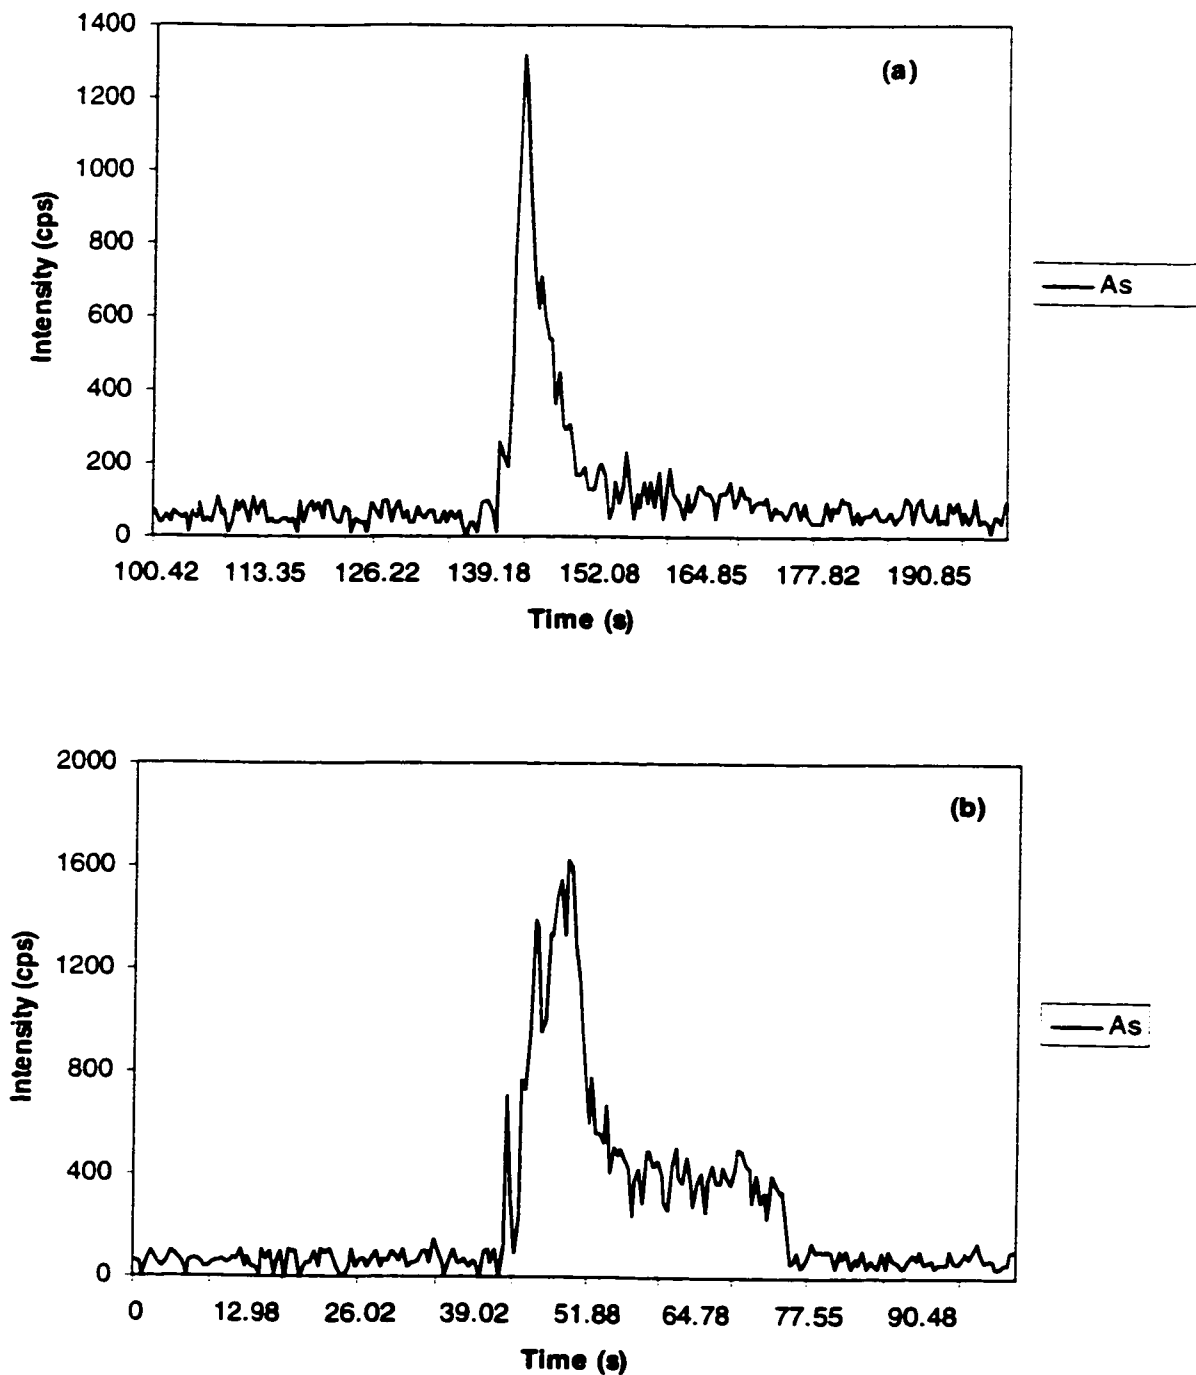 1400
(a)
1200
1000
800
600
400
200
0
Intensity (cps)
As
100.42 113.35 126.22 139.18 152.08 164.85 177.82 190.85
Time (s)
2000
(b)
1600
1200
800
400
0
Intensity (cps)
As
0 12.98 26.02 39.02 51.88 64.78 77.55 90.48
Time (s)